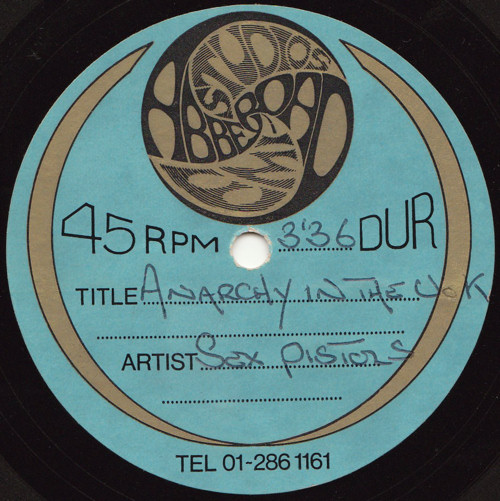 ABBEY ROAD STUDIOS
45 RPM 3'36 DUR
TITLE ANARCHY IN THE U.K
ARTIST SEX PISTOLS
TEL 01-286 1161